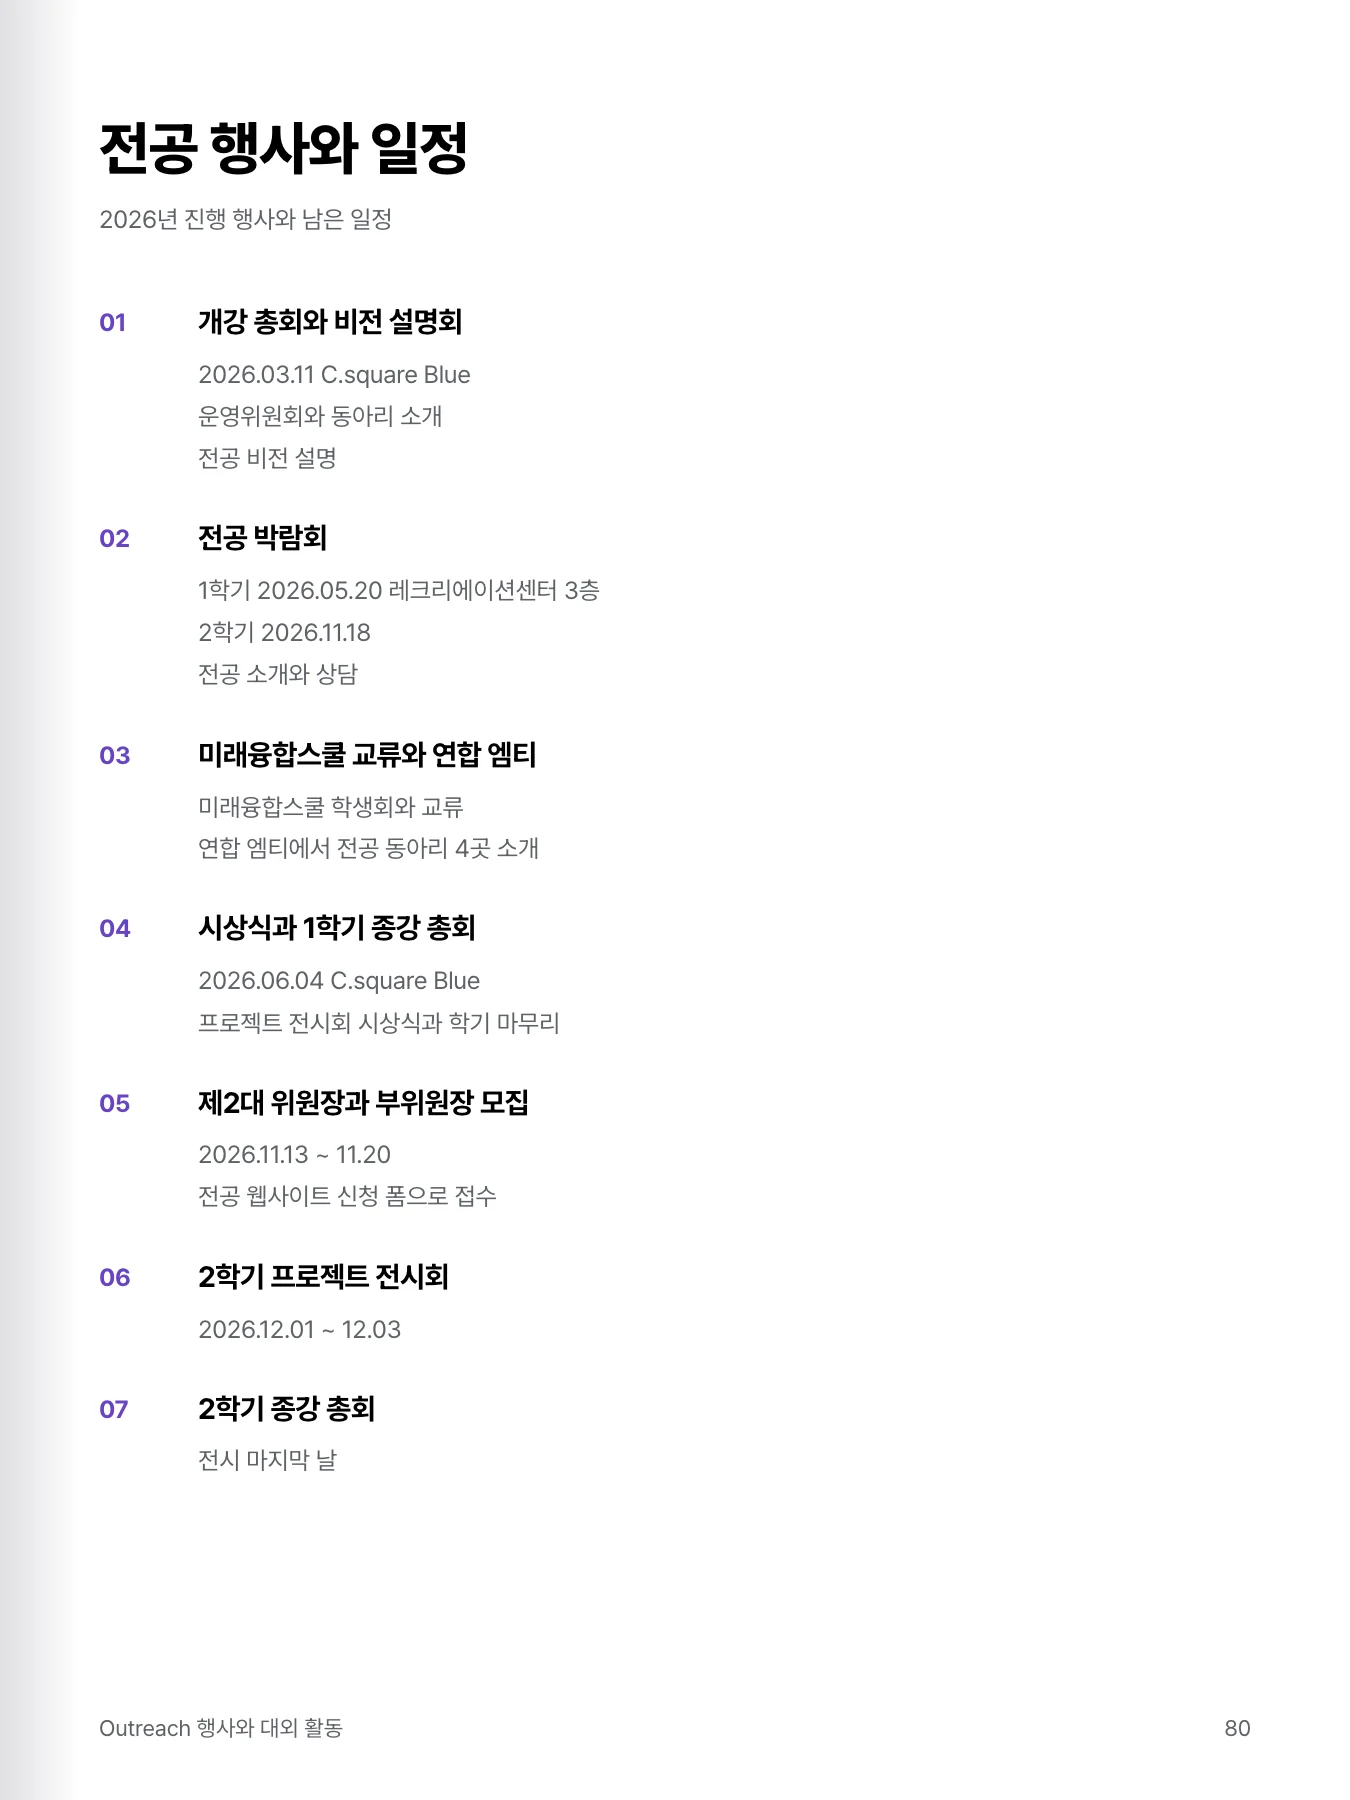 전공 행사와 일정
2026년 진행 행사와 남은 일정
01 개강 총회와 비전 설명회
2026.03.11 C.square Blue
운영위원회와 동아리 소개
전공 비전 설명
02 전공 박람회
1학기 2026.05.20 레크리에이션센터 3층
2학기 2026.11.18
전공 소개와 상담
03 미래융합스쿨 교류와 연합 엠티
미래융합스쿨 학생회와 교류
연합 엠티에서 전공 동아리 4곳 소개
04 시상식과 1학기 종강 총회
2026.06.04 C.square Blue
프로젝트 전시회 시상식과 학기 마무리
05 제2대 위원장과 부위원장 모집
2026.11.13 ~ 11.20
전공 웹사이트 신청 폼으로 접수
06 2학기 프로젝트 전시회
2026.12.01 ~ 12.03
07 2학기 종강 총회
전시 마지막 날
Outreach 행사와 대외 활동 80